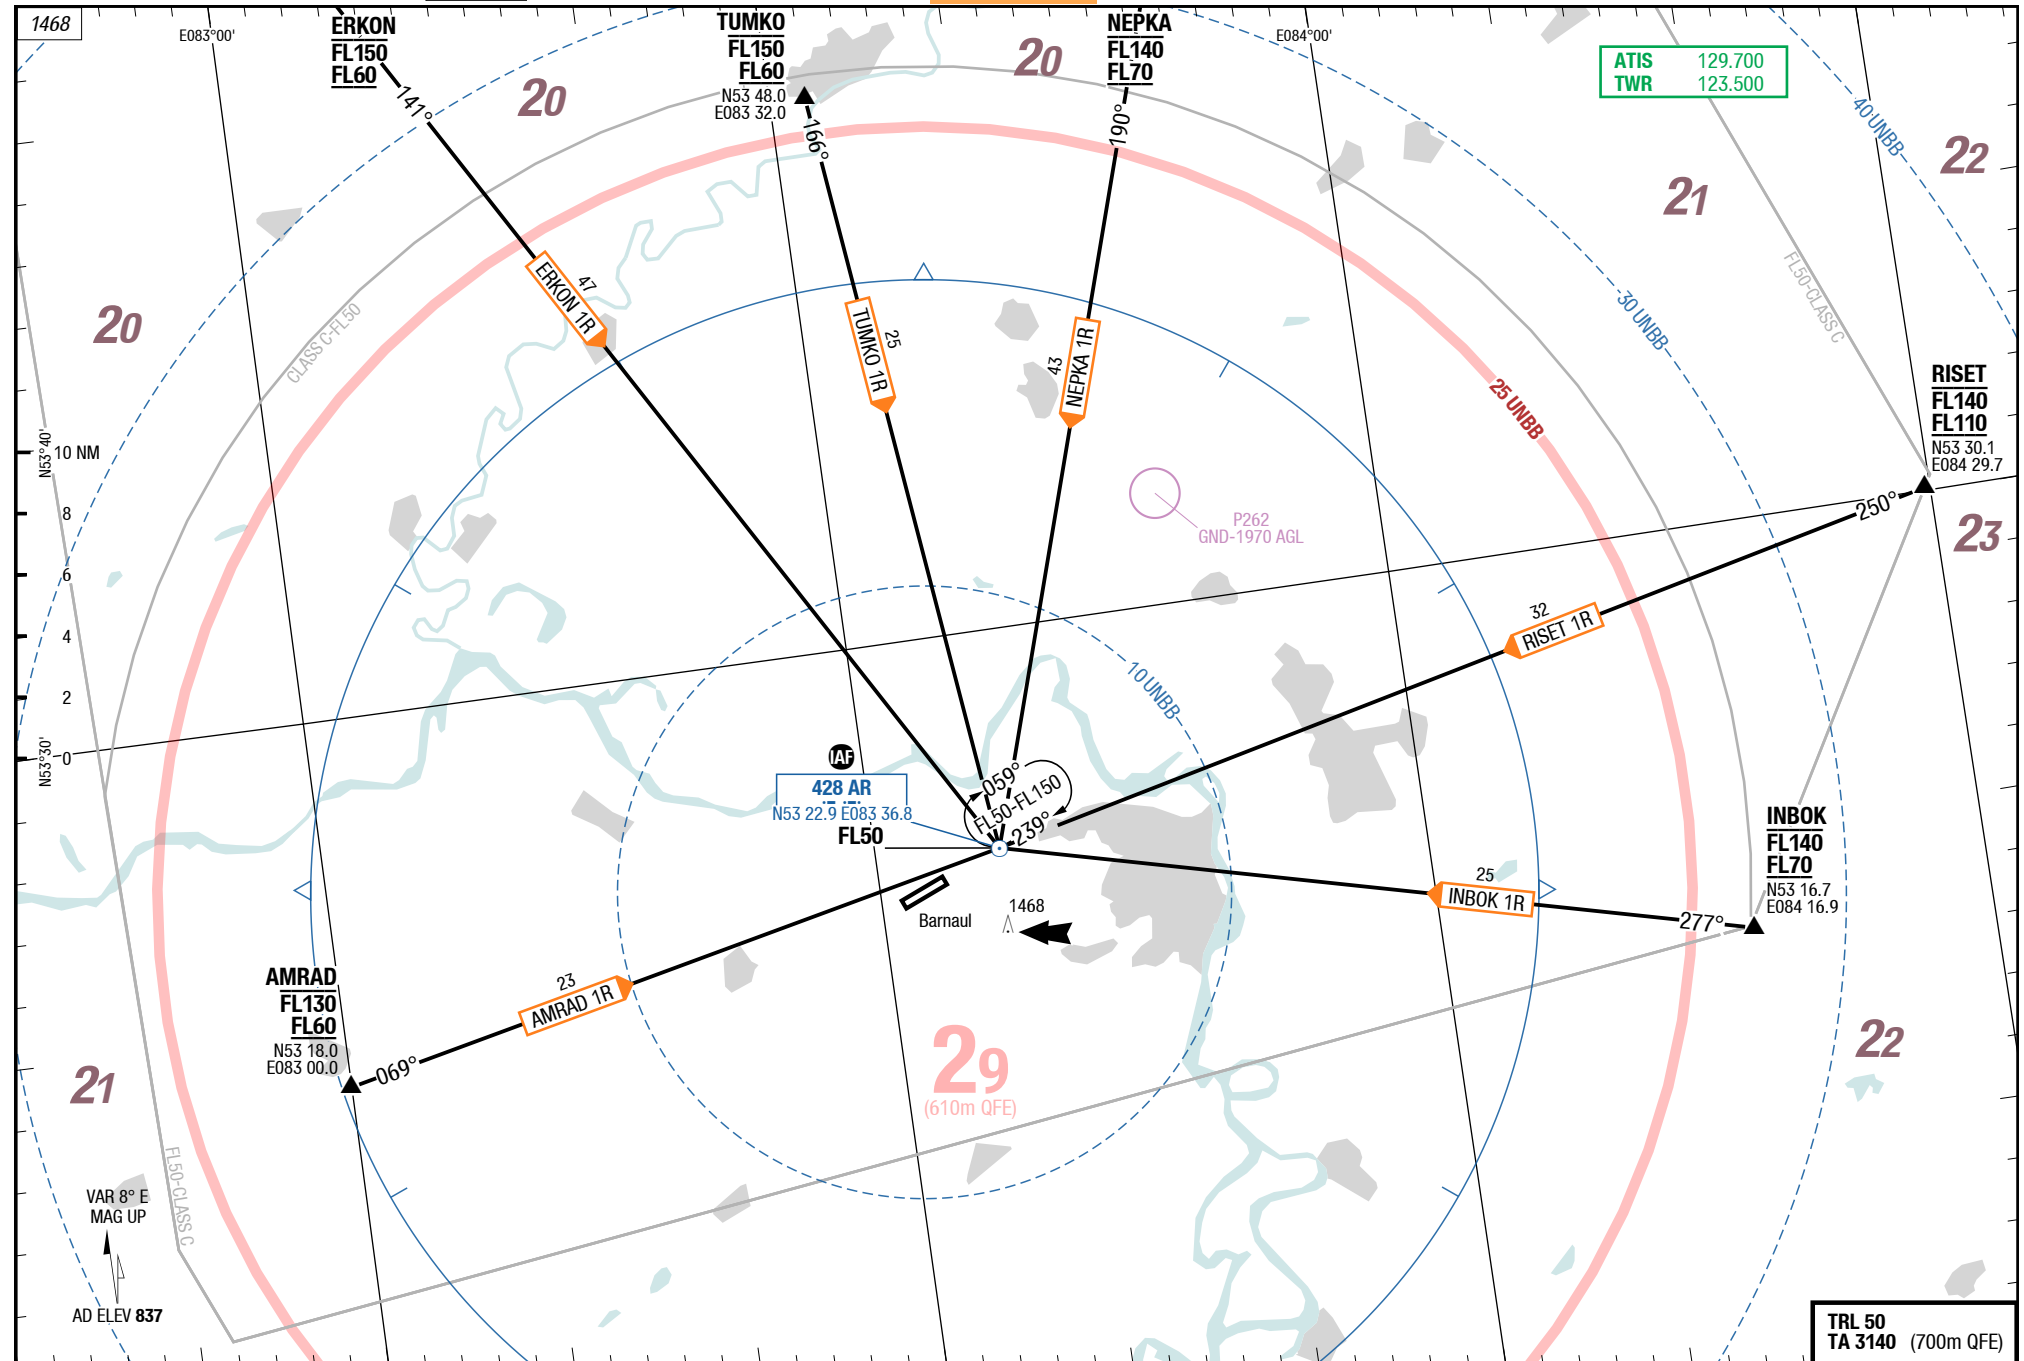 1468
ERKON
FL150
FL60
141°
47
ERKON 1R
E083°00'
TUMKO
FL150
FL60
N53 48.0
E083 32.0
166°
25
TUMKO 1R
NEPKA
FL140
FL70
190°
43
NEPKA 1R
E084°00'
ATIS 129.700
TWR 123.500
20
20
20
21
22
23
22
21
40 UNBB
30 UNBB
25 UNBB
10 UNBB
CLASS C-FL50
FL50-CLASS C
FL50-CLASS C
RISET
FL140
FL110
N53 30.1
E084 29.7
250°
32
RISET 1R
P262
GND-1970 AGL
N53°40'
10 NM
8
6
4
2
0
N53°30'
IAF
428 AR
N53 22.9 E083 36.8
FL50
059°
FL50-FL150
239°
INBOK
FL140
FL70
N53 16.7
E084 16.9
277°
25
INBOK 1R
Barnaul
1468
AMRAD
FL130
FL60
N53 18.0
E083 00.0
069°
23
AMRAD 1R
29
(610m QFE)
VAR 8° E
MAG UP
AD ELEV 837
TRL 50
TA 3140 (700m QFE)